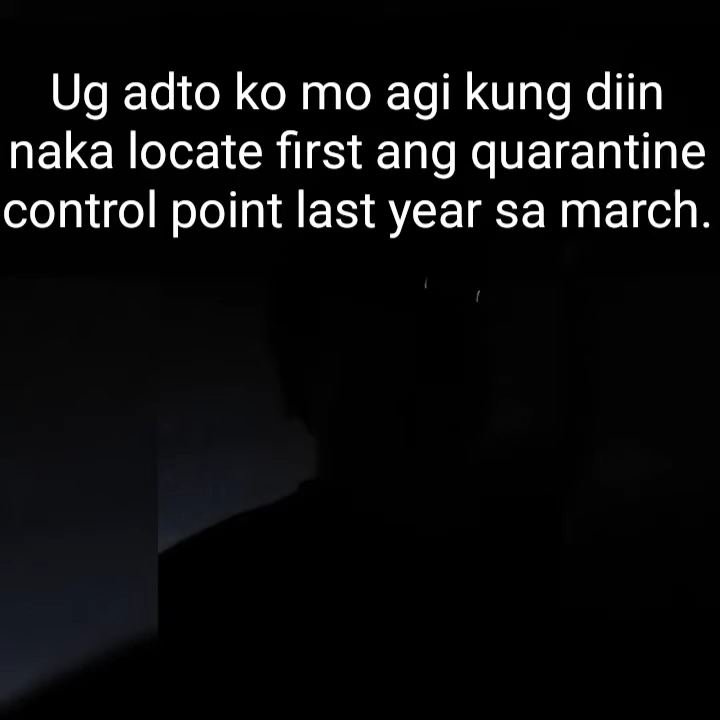 Ug adto ko mo agi kung diin
naka locate first ang quarantine
control point last year sa march.